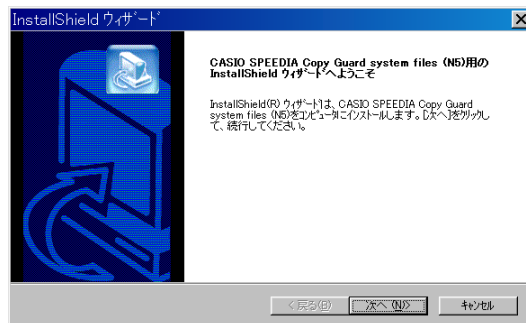 InstallShield ウィザード
CASIO SPEEDIA Copy Guard system files (N5)用の
InstallShield ウィザードへようこそ
InstallShield(R) ウィザードは、CASIO SPEEDIA Copy Guard
system files (N5)をコンピュータにインストールします。[次へ]をクリックし
て、続行してください。
< 戻る(B)
次へ (N)>
キャンセル